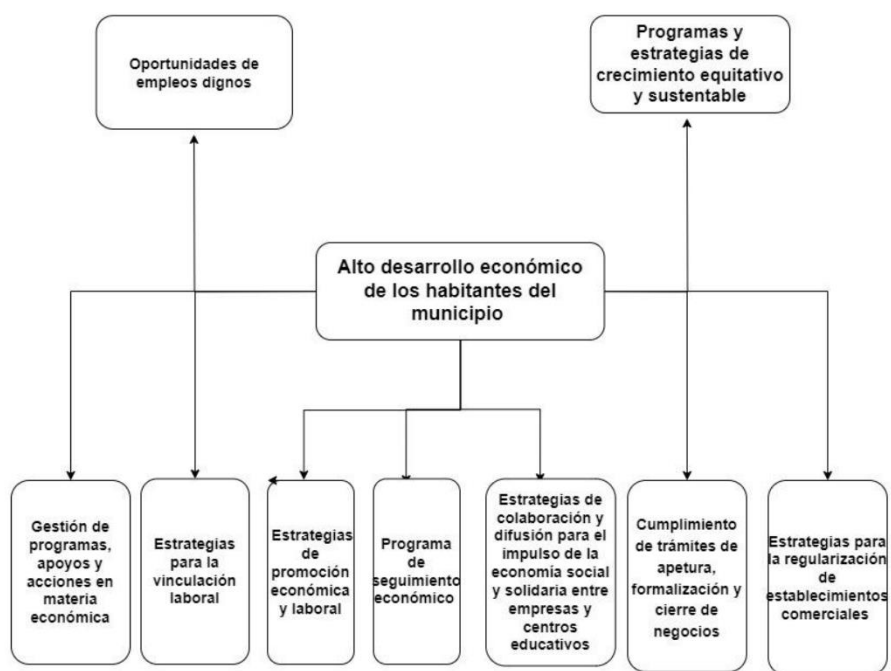 Oportunidades de
empleos dignos
Programas y
estrategias de
crecimiento equitativo
y sustentable
Alto desarrollo económico
de los habitantes del
municipio
Gestión de
programas,
apoyos y
acciones en
materia
económica
Estrategias
para la
vinculación
laboral
Estrategias
de
promoción
económica
y laboral
Programa
de
seguimiento
económico
Estrategias de
colaboración y
difusión para el
impulso de la
economía social
y solidaria entre
empresas y
centros
educativos
Cumplimiento
de trámites de
apetura,
formalización y
cierre de
negocios
Estrategias para
la regularización
de
establecimientos
comerciales